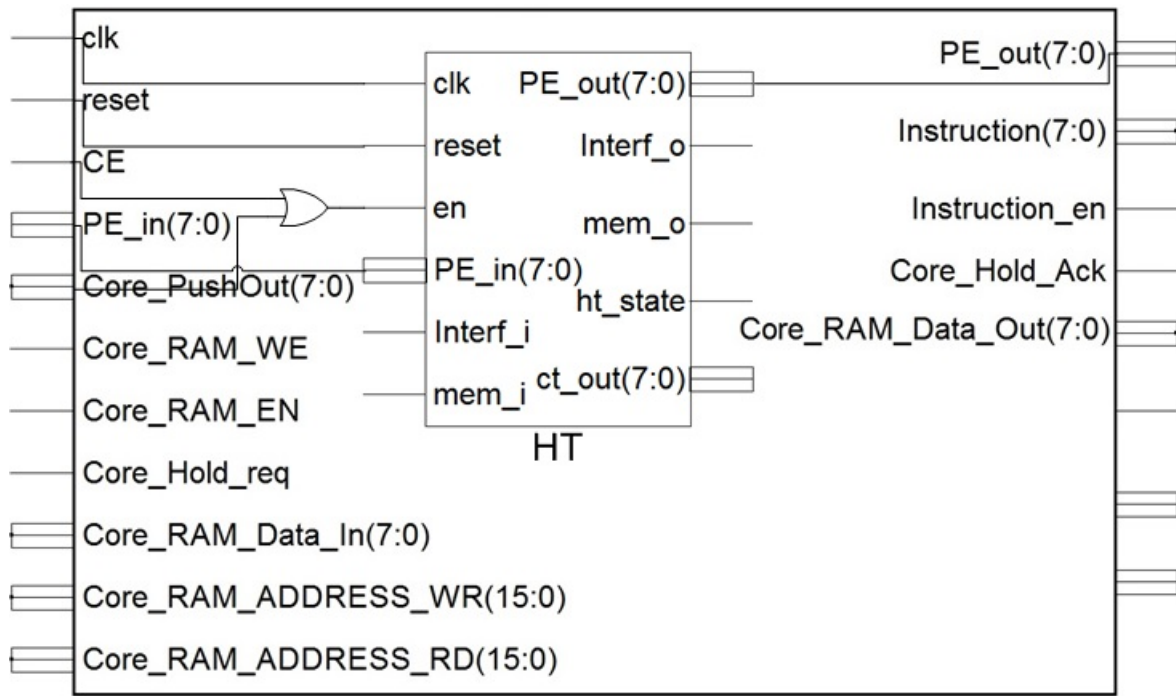 clk
reset
CE
PE_in(7:0)
Core_PushOut(7:0)
Core_RAM_WE
Core_RAM_EN
Core_Hold_req
Core_RAM_Data_In(7:0)
Core_RAM_ADDRESS_WR(15:0)
Core_RAM_ADDRESS_RD(15:0)
clk
reset
en
PE_in(7:0)
Interf_i
mem_i
PE_out(7:0)
Interf_o
mem_o
ht_state
ct_out(7:0)
HT
PE_out(7:0)
Instruction(7:0)
Instruction_en
Core_Hold_Ack
Core_RAM_Data_Out(7:0)